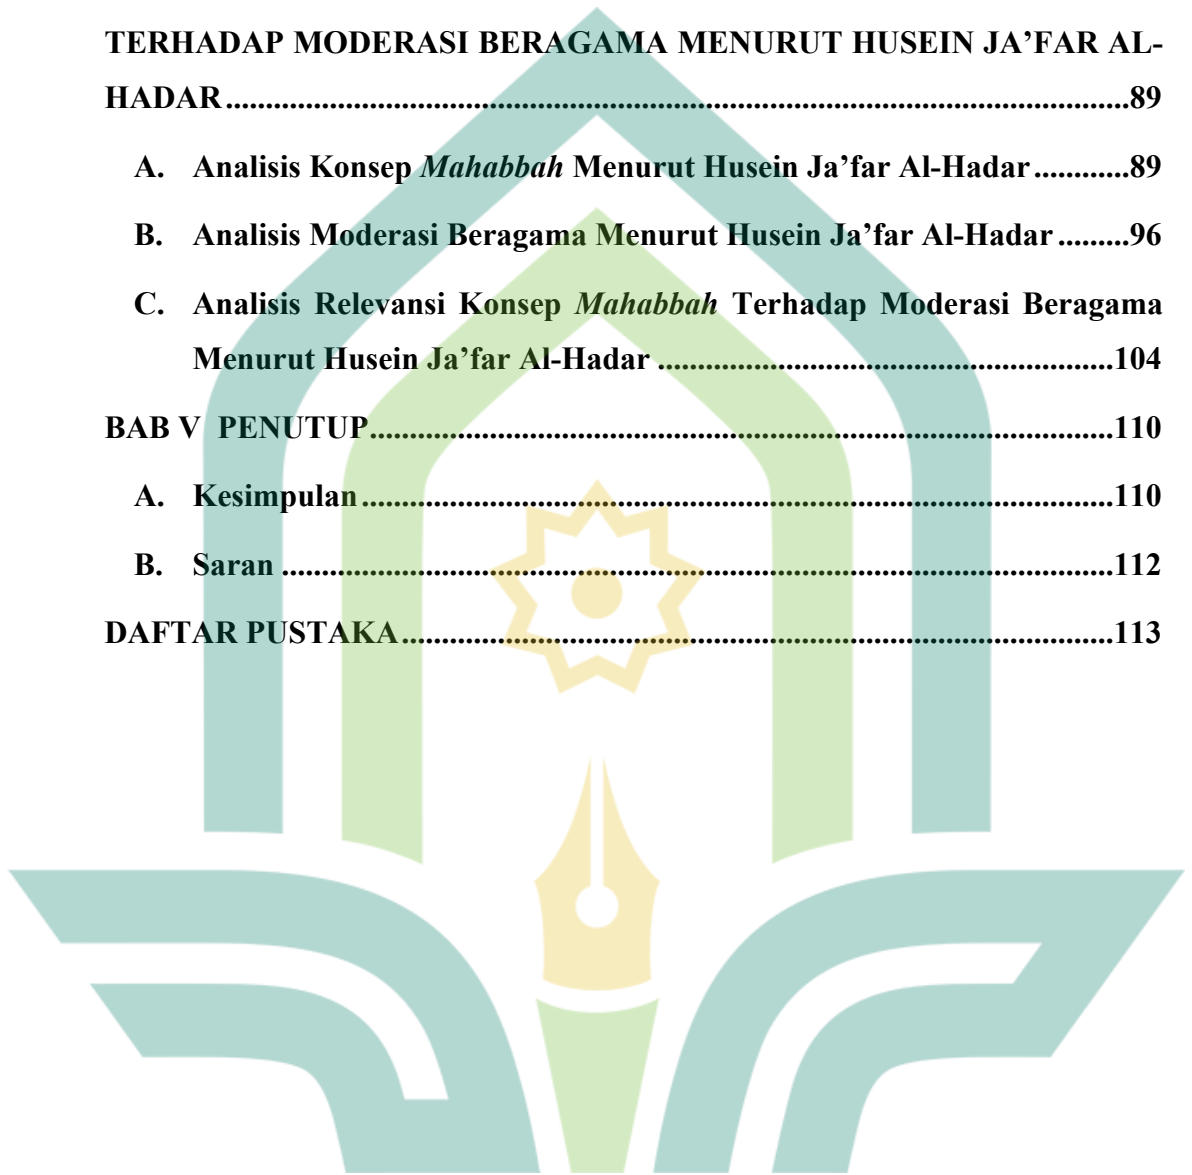 TERHADAP MODERASI BERAGAMA MENURUT HUSEIN JA’FAR AL-
HADAR..............................................................................................................89
A. Analisis Konsep Mahabbah Menurut Husein Ja’far Al-Hadar............89
B. Analisis Moderasi Beragama Menurut Husein Ja’far Al-Hadar.........96
C. Analisis Relevansi Konsep Mahabbah Terhadap Moderasi Beragama
Menurut Husein Ja’far Al-Hadar.......................................................104
BAB V PENUTUP..........................................................................................110
A. Kesimpulan...........................................................................................110
B. Saran.....................................................................................................112
DAFTAR PUSTAKA......................................................................................113